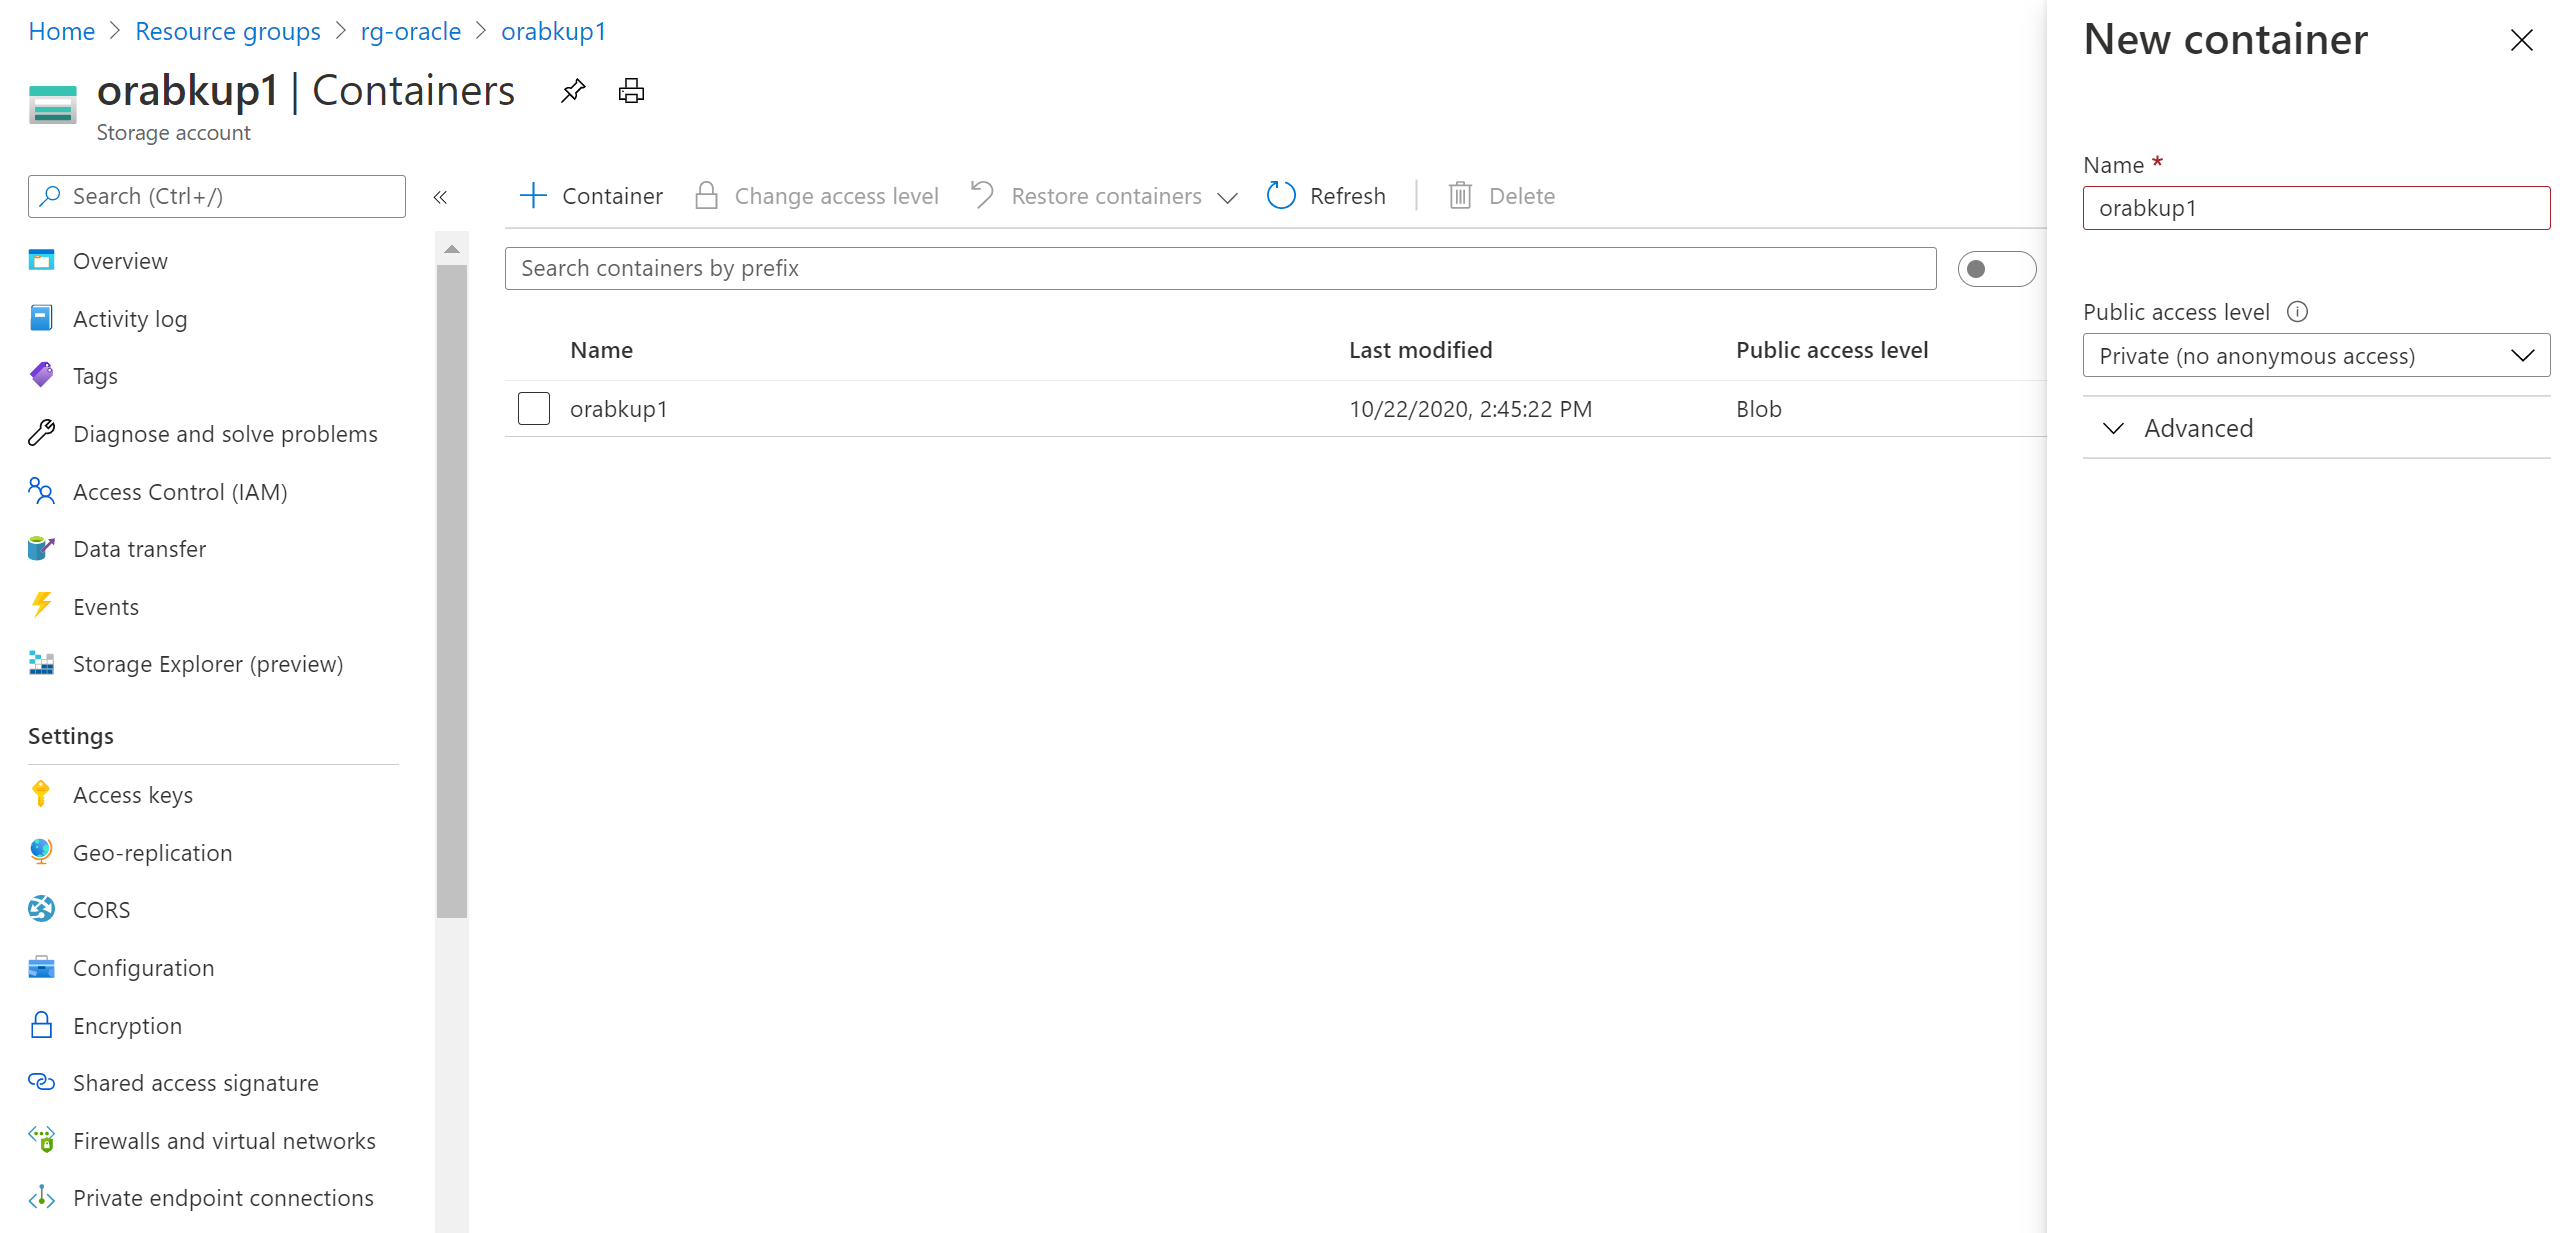 Home > Resource groups > rg-oracle > orabkup1
orabkup1 | Containers
Storage account
Search (Ctrl+/)
«
Overview
Activity log
Tags
Diagnose and solve problems
Access Control (IAM)
Data transfer
Events
Storage Explorer (preview)
Settings
Access keys
Geo-replication
CORS
Configuration
Encryption
Shared access signature
Firewalls and virtual networks
Private endpoint connections
Container Change access level Restore containers Refresh Delete
Search containers by prefix
Name Last modified Public access level
orabkup1 10/22/2020, 2:45:22 PM Blob
New container
Name *
orabkup1
Public access level
Private (no anonymous access)
Advanced